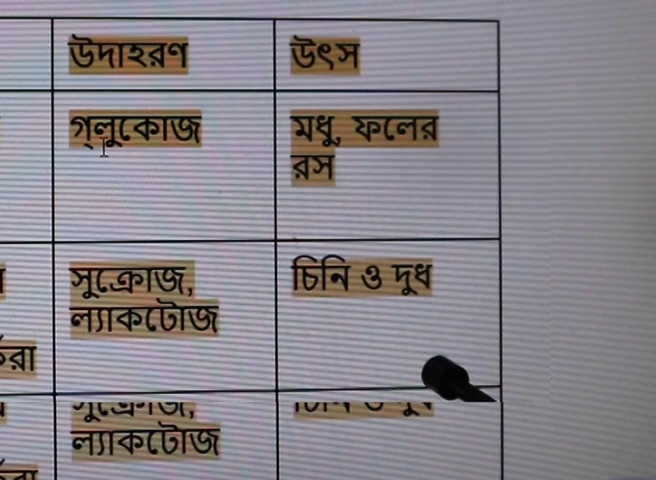 উদাহরণ উৎস
গ্লুকোজ মধু, ফলের
রস
সুক্রোজ, চিনি ও দুধ
ল্যাকটোজ
ল্যাকটোজ